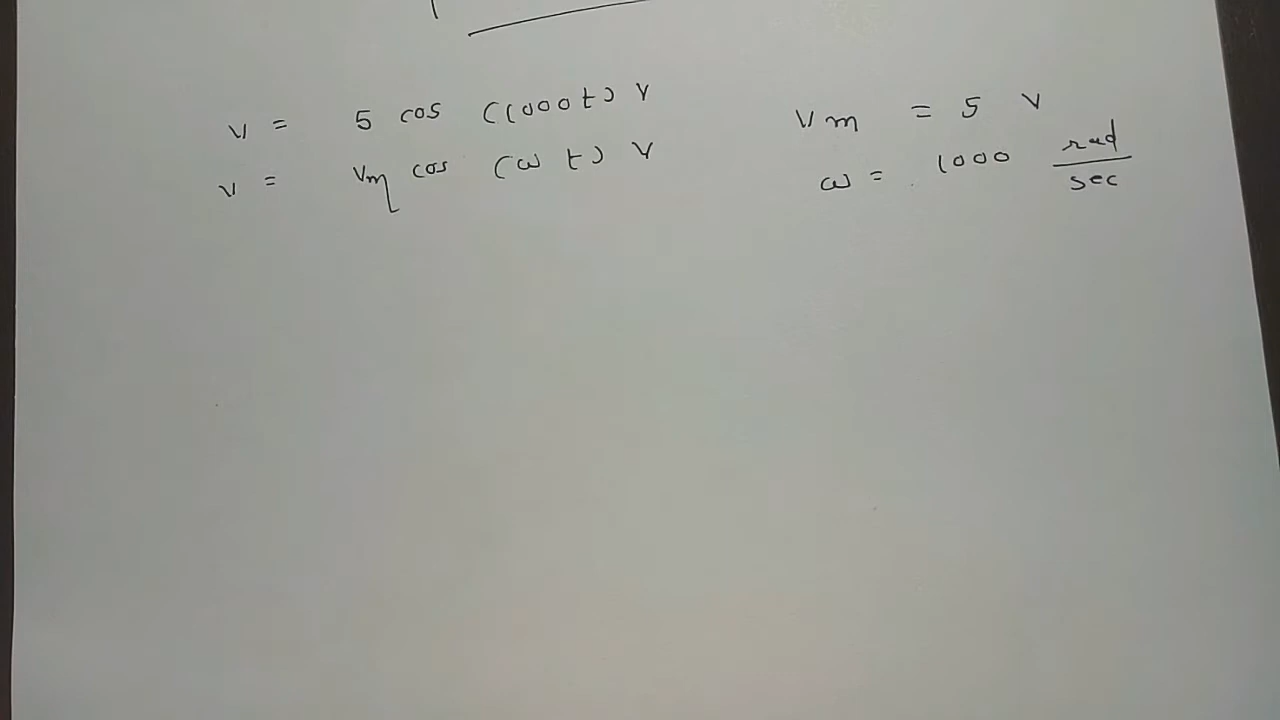 v = 5 cos (1000t) V
v = Vm cos (ωt) V
Vm = 5 V
ω = 1000 rad/sec